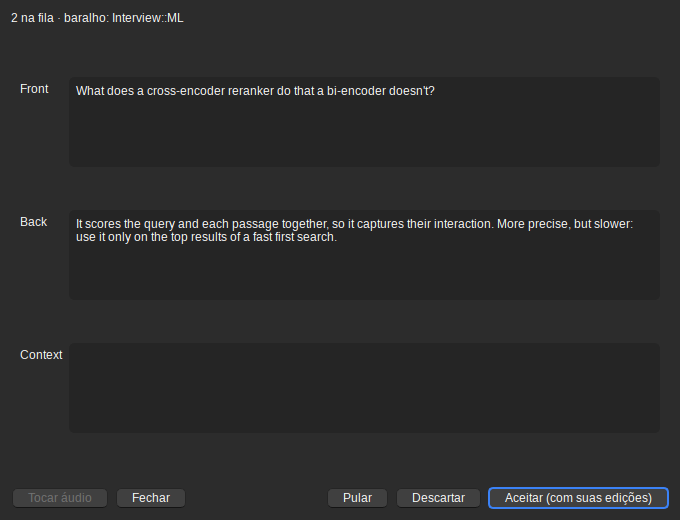 2 na fila · baralho: Interview::ML
Front
What does a cross-encoder reranker do that a bi-encoder doesn't?
Back
It scores the query and each passage together, so it captures their interaction. More precise, but slower:
use it only on the top results of a fast first search.
Context
Tocar áudio
Fechar
Pular
Descartar
Aceitar (com suas edições)